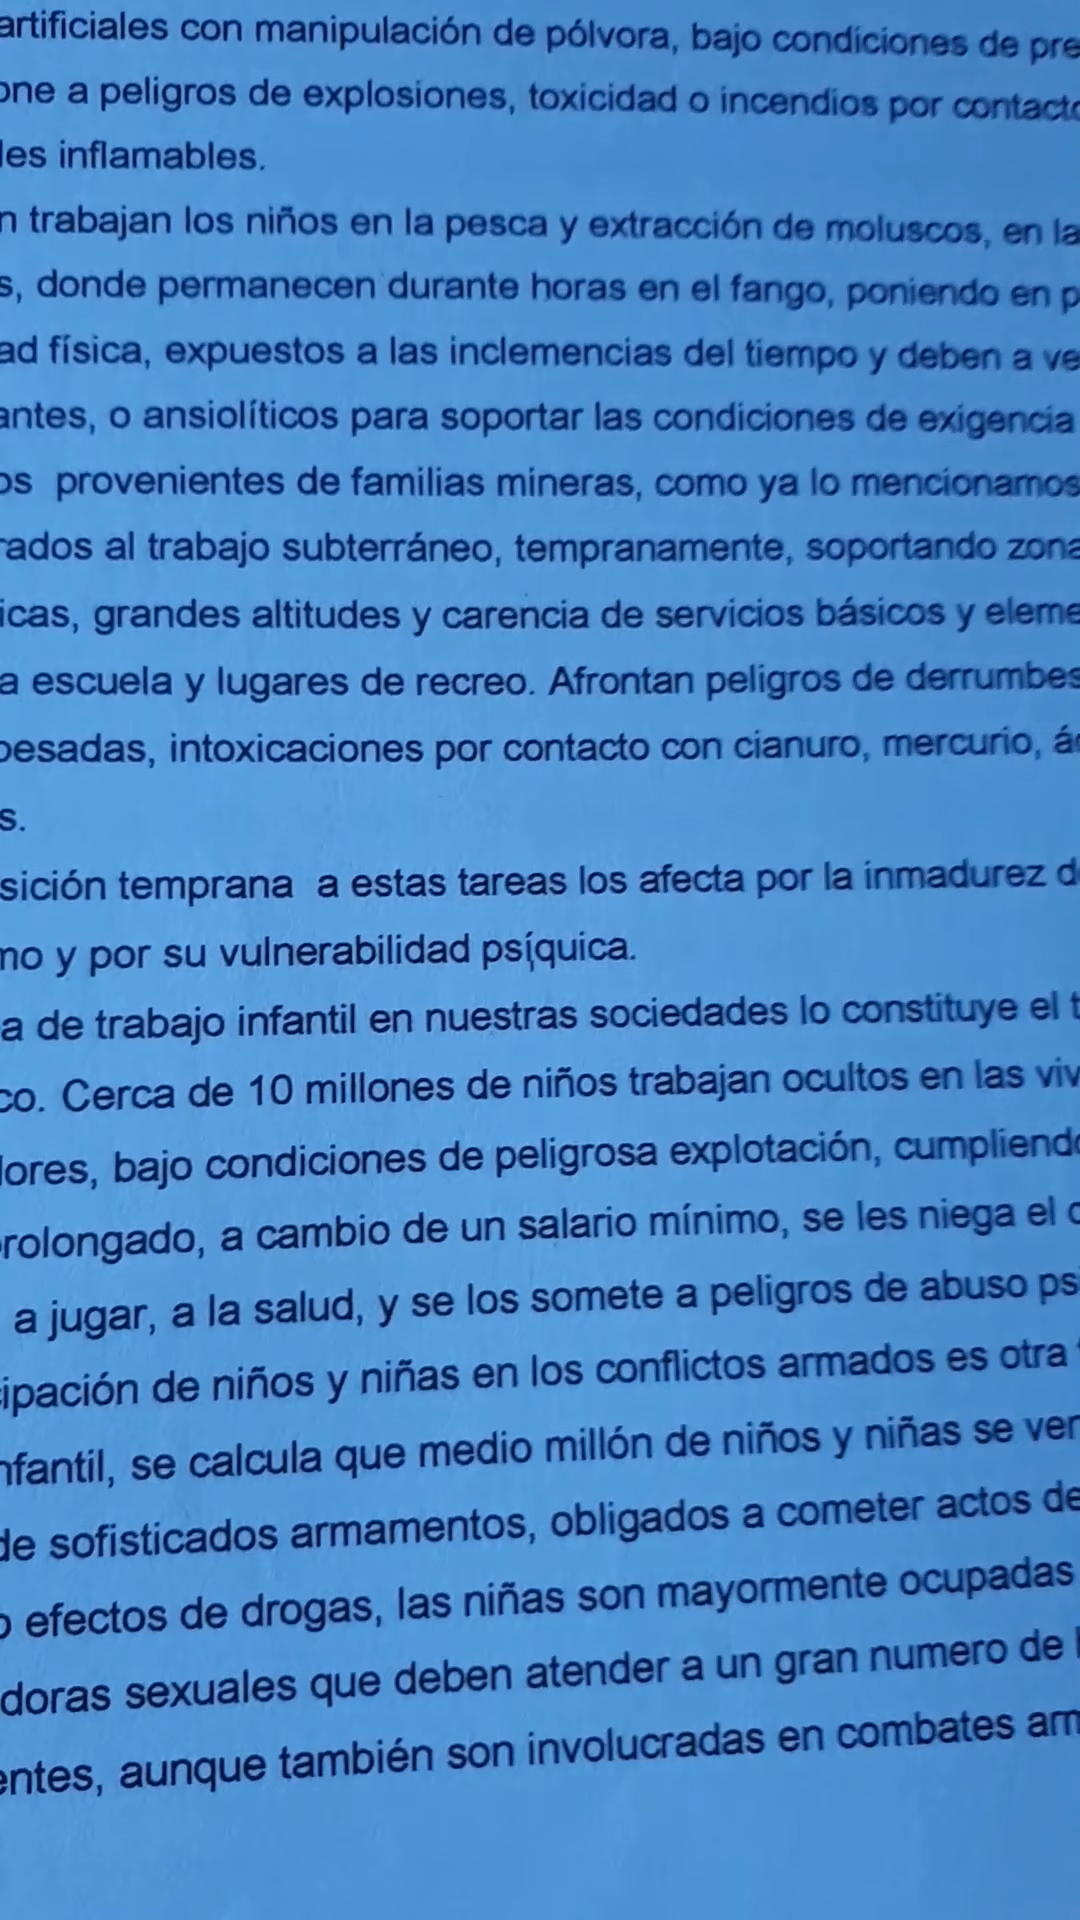 artificiales con manipulación de pólvora, bajo condiciones de pre
one a peligros de explosiones, toxicidad o incendios por contacto
les inflamables.
n trabajan los niños en la pesca y extracción de moluscos, en la
s, donde permanecen durante horas en el fango, poniendo en p
ad física, expuestos a las inclemencias del tiempo y deben a ve
antes, o ansiolíticos para soportar las condiciones de exigencia
os provenientes de familias mineras, como ya lo mencionamos
rados al trabajo subterráneo, tempranamente, soportando zona
icas, grandes altitudes y carencia de servicios básicos y eleme
a escuela y lugares de recreo. Afrontan peligros de derrumbes
pesadas, intoxicaciones por contacto con cianuro, mercurio, ác
s.
sición temprana a estas tareas los afecta por la inmadurez d
mo y por su vulnerabilidad psíquica.
a de trabajo infantil en nuestras sociedades lo constituye el t
co. Cerca de 10 millones de niños trabajan ocultos en las viv
dores, bajo condiciones de peligrosa explotación, cumpliendo
prolongado, a cambio de un salario mínimo, se les niega el d
a jugar, a la salud, y se los somete a peligros de abuso psi
cipación de niños y niñas en los conflictos armados es otra
nfantil, se calcula que medio millón de niños y niñas se ven
de sofisticados armamentos, obligados a cometer actos de
o efectos de drogas, las niñas son mayormente ocupadas
doras sexuales que deben atender a un gran numero de
entes, aunque también son involucradas en combates arm